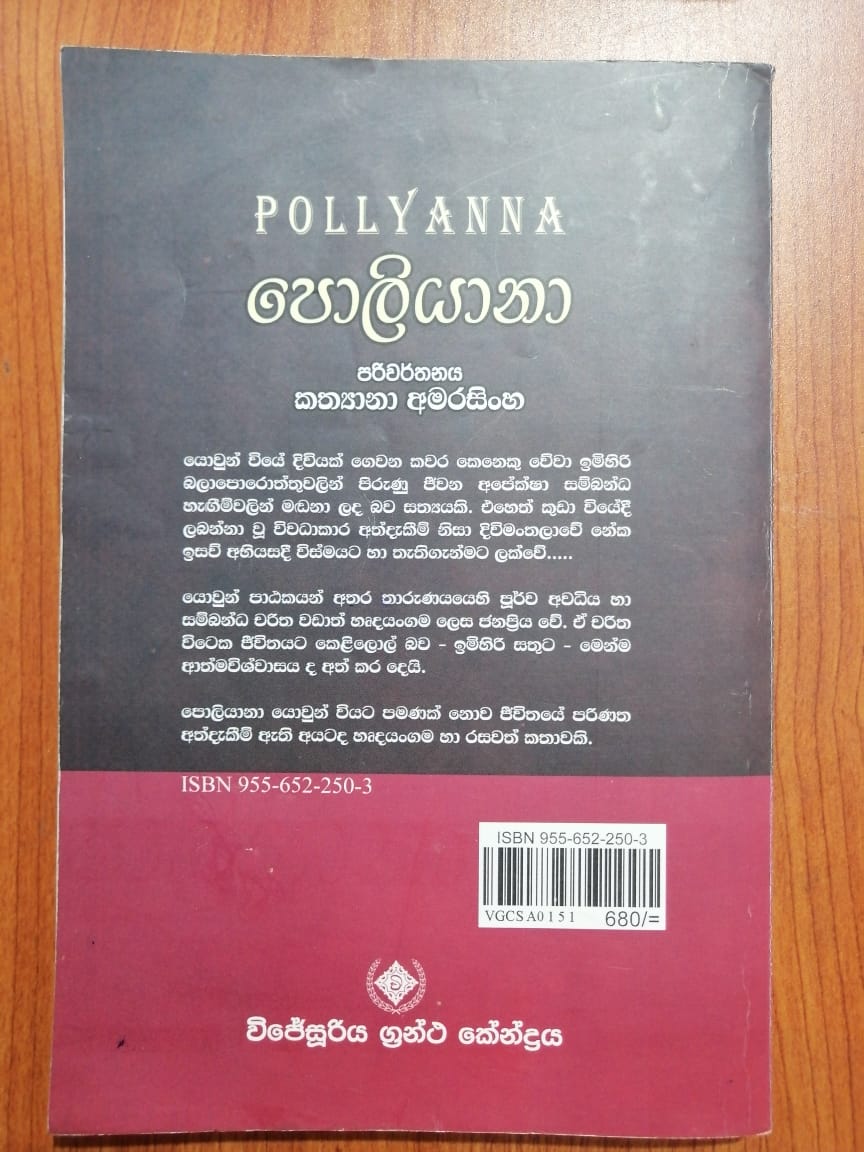 POLLYANNA
පොලියානා
පරිවර්තනය
කත්‍යානා අමරසිංහ
යොවුන් වියේ දිවියක් ගෙවන කවර කෙනෙකු වේවා ඉමිහිරි
බලාපොරොත්තුවලින් පිරුණු ජීවන අපේක්ෂා සම්බන්ධ
හැඟීම්වලින් මඬනා ලද බව සත්‍යයකි. එහෙත් කුඩා වියේදී
ලබන්නා වූ විවධාකාර අත්දැකීම් නිසා දිවිමංතලාවේ නේක
ඉසව් අභියසදී විස්මයට හා තැතිගැන්මට ලක්වේ.....
යොවුන් පාඨකයන් අතර තාරුණයයෙහි පූර්ව අවධිය හා
සම්බන්ධ චරිත වඩාත් හෘදයංගම ලෙස ජනප්‍රිය වේ. ඒ චරිත
විටෙක ජීවිතයට කෙළිලොල් බව - ඉමිහිරි සතුට - මෙන්ම
ආත්මවිශ්වාසය ද අත් කර දෙයි.
පොලියානා යොවුන් වියට පමණක් නොව ජීවිතයේ පරිණත
අත්දැකීම් ඇති අයටද හෘදයංගම හා රසවත් කතාවකි.
ISBN 955-652-250-3
ISBN 955-652-250-3
VGCSA0151 680/=
ව
විජේසූරිය ග්‍රන්ථ කේන්ද්‍රය